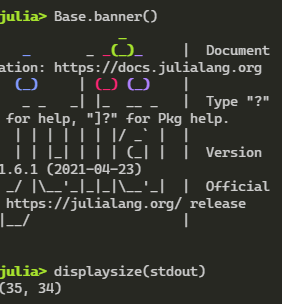 julia> Base.banner()
               _
   _       _ _(_)_     |  Document
ation: https://docs.julialang.org
  (_)     | (_) (_)    |
   _ _   _| |_  __ _   |  Type "?"
 for help, "]?" for Pkg help.
  | | | | | | |/ _` |  |
  | | |_| | | | (_| |  |  Version 
1.6.1 (2021-04-23)
 _/ |\__'_|_|_|\__'_|  |  Official
 https://julialang.org/ release
|__/                   |
julia> displaysize(stdout)
(35, 34)